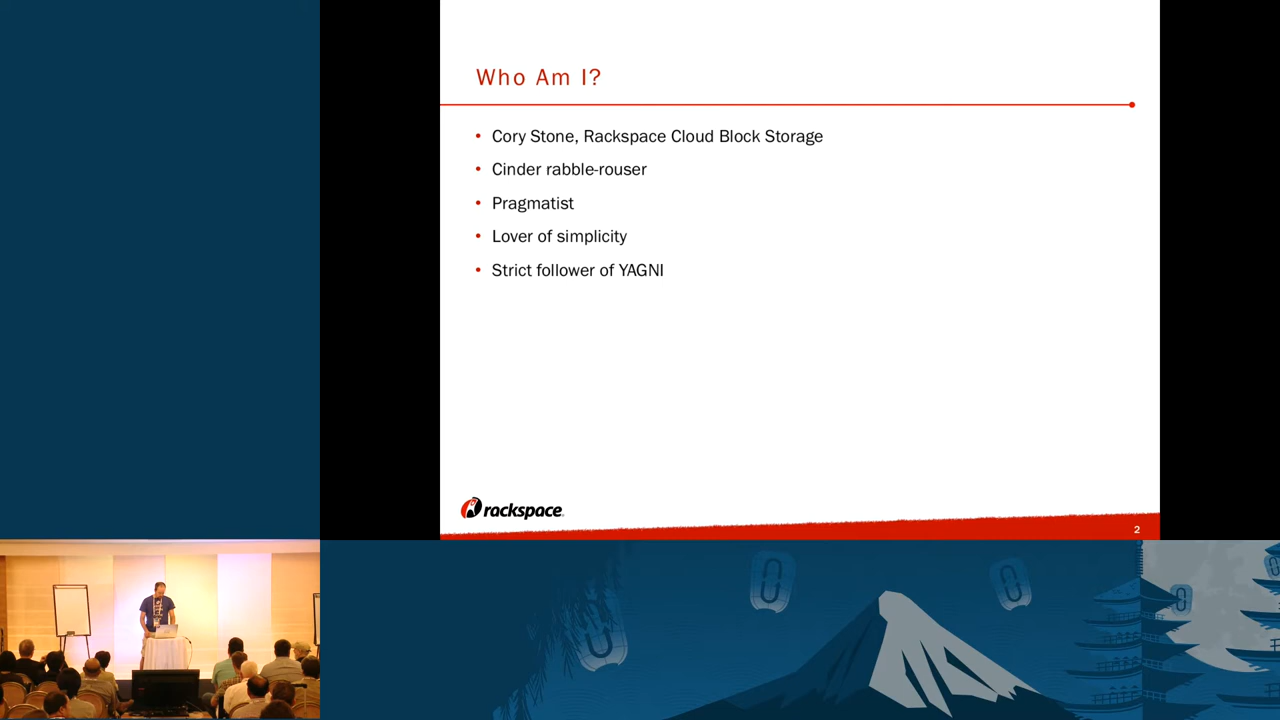 Who Am I?
• Cory Stone, Rackspace Cloud Block Storage
• Cinder rabble-rouser
• Pragmatist
• Lover of simplicity
• Strict follower of YAGNI
rackspace
2